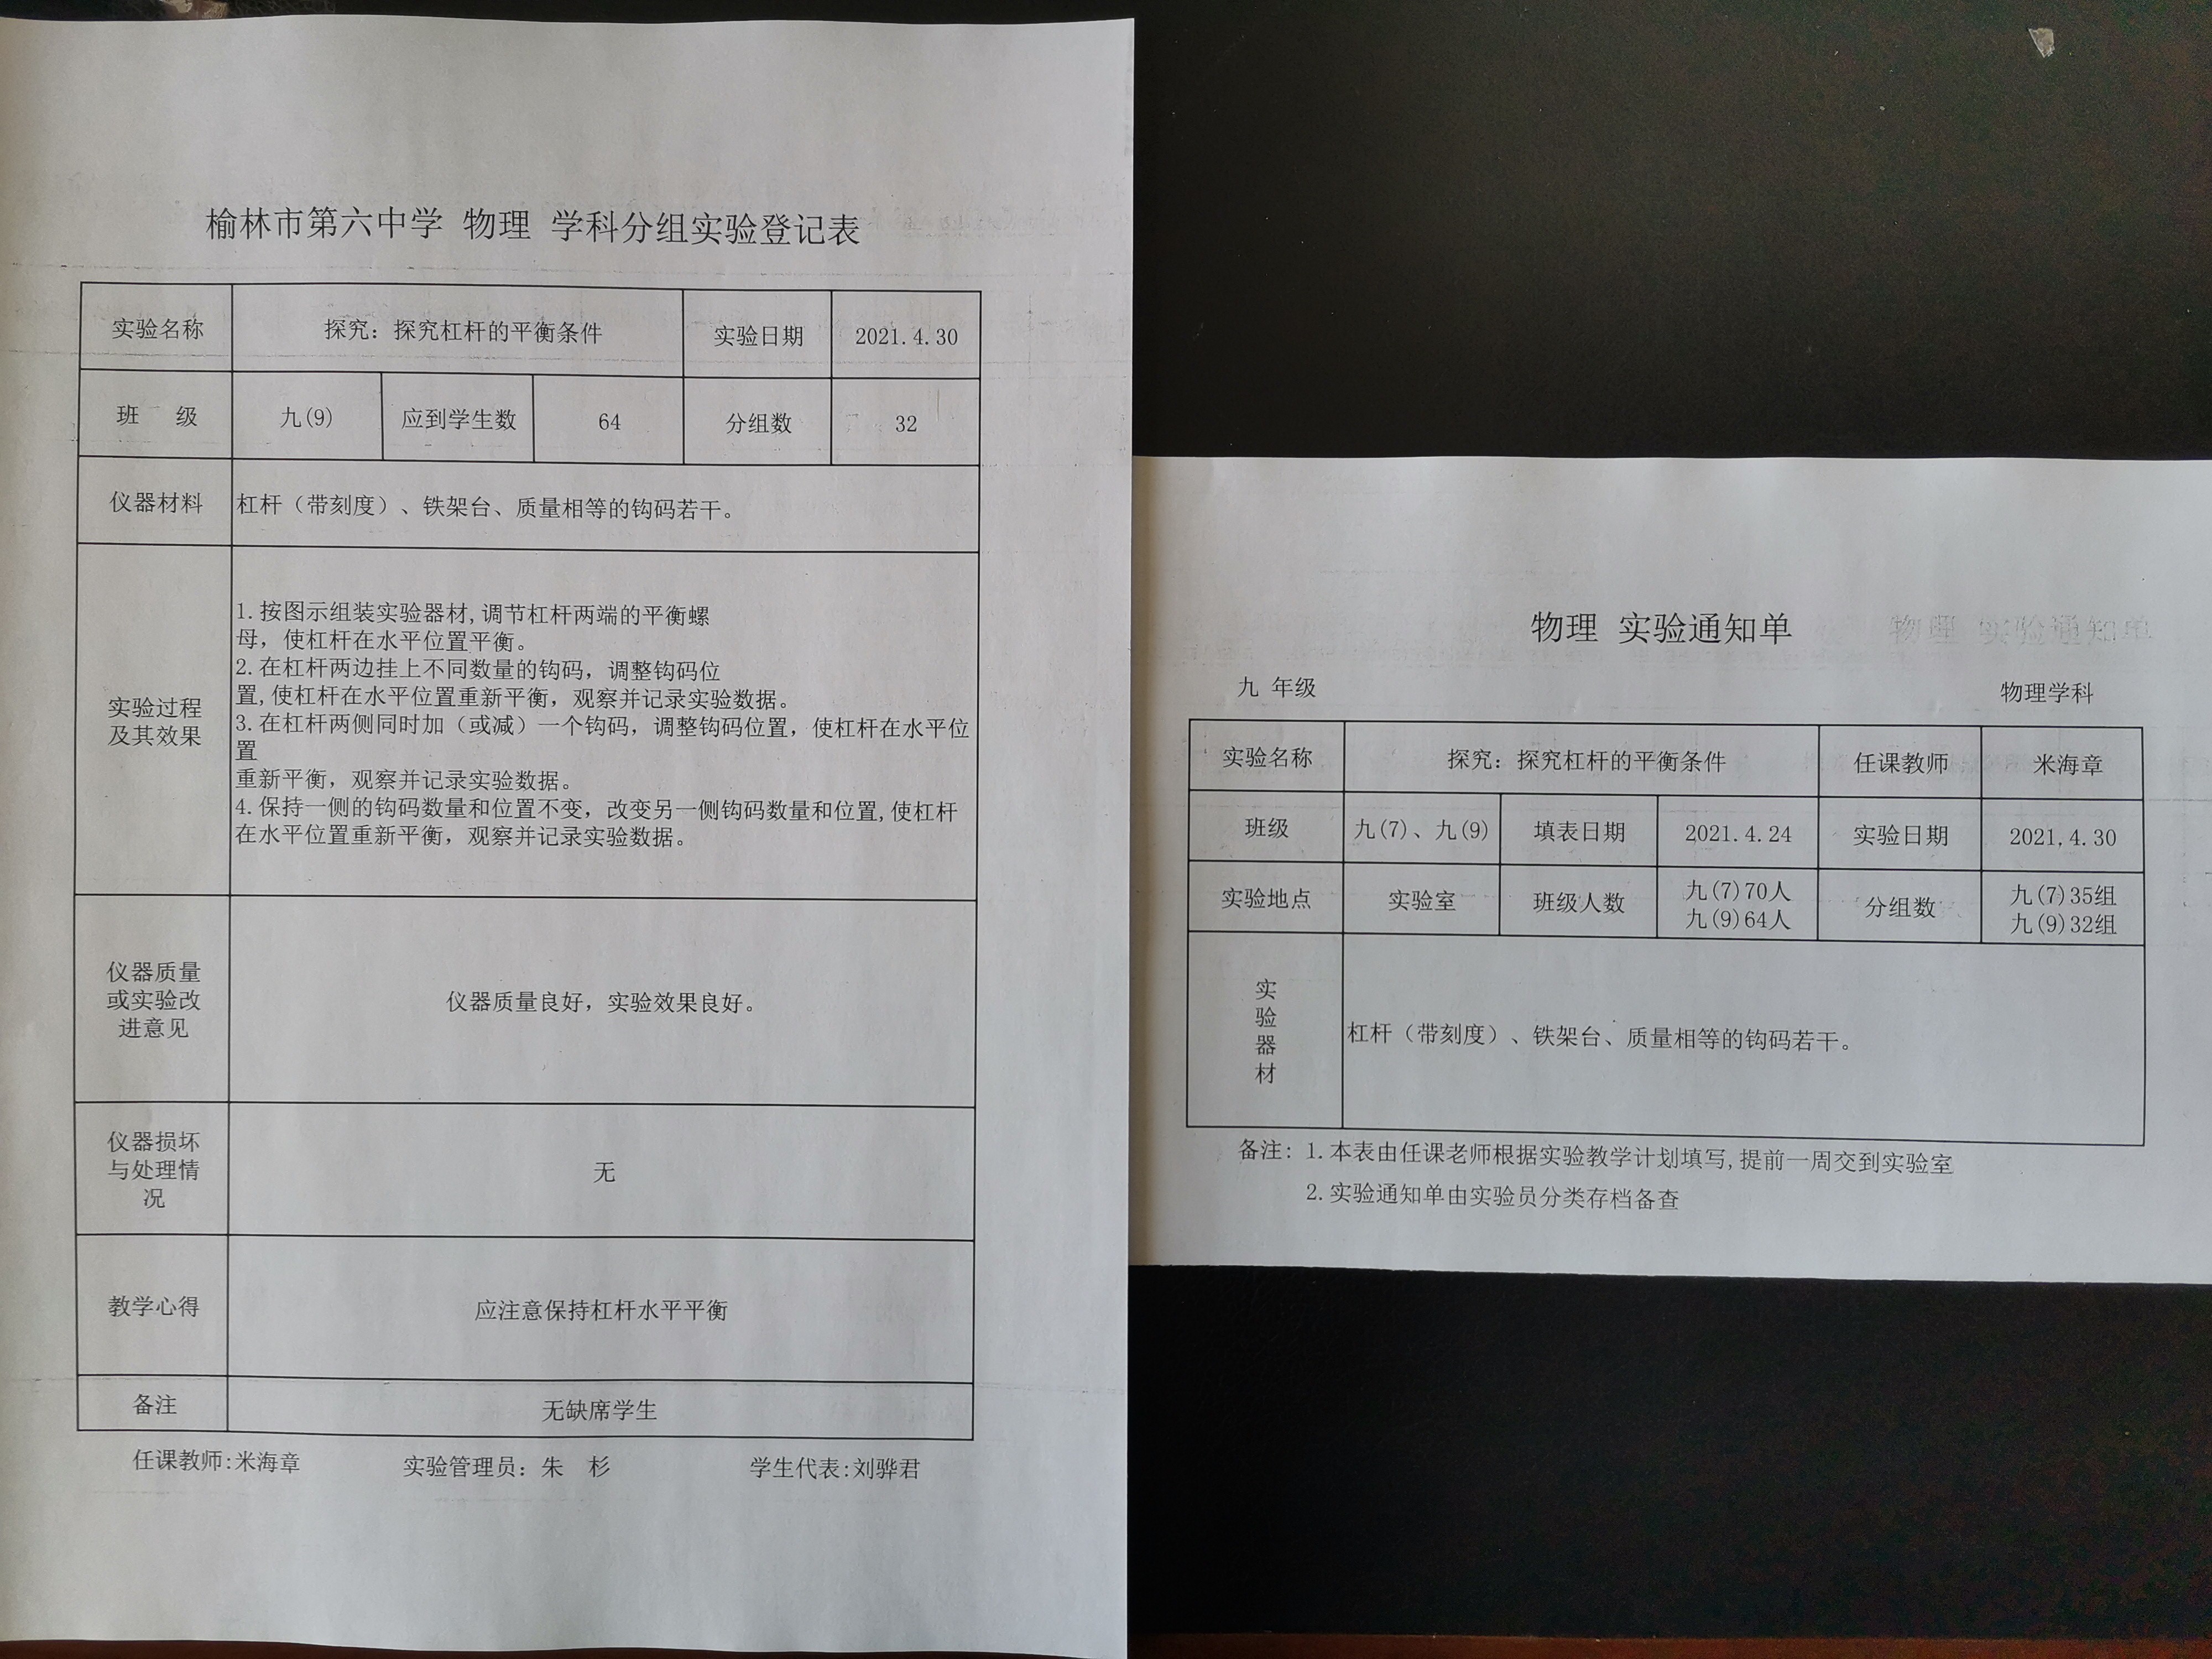 榆林市第六中学 物理 学科分组实验登记表
实验名称 探究：探究杠杆的平衡条件 实验日期 2021.4.30
班 级 九(9) 应到学生数 64 分组数 32
仪器材料 杠杆（带刻度）、铁架台、质量相等的钩码若干。
实验过程
及其效果
1.按图示组装实验器材,调节杠杆两端的平衡螺
母，使杠杆在水平位置平衡。
2.在杠杆两边挂上不同数量的钩码，调整钩码位
置,使杠杆在水平位置重新平衡，观察并记录实验数据。
3.在杠杆两侧同时加（或减）一个钩码，调整钩码位置，使杠杆在水平位
置
重新平衡，观察并记录实验数据。
4.保持一侧的钩码数量和位置不变，改变另一侧钩码数量和位置,使杠杆
在水平位置重新平衡，观察并记录实验数据。
仪器质量
或实验改
进意见
仪器质量良好，实验效果良好。
仪器损坏
与处理情
况
无
教学心得 应注意保持杠杆水平平衡
备注 无缺席学生
任课教师:米海章 实验管理员：朱 杉 学生代表:刘骅君
物理 实验通知单
九 年级 物理学科
实验名称 探究：探究杠杆的平衡条件 任课教师 米海章
班级 九(7)、九(9) 填表日期 2021.4.24 实验日期 2021,4.30
实验地点 实验室 班级人数 九(7)70人 分组数 九(7)35组
九(9)64人 九(9)32组
实
验
器
材
杠杆（带刻度）、铁架台、质量相等的钩码若干。
备注：1.本表由任课老师根据实验教学计划填写,提前一周交到实验室
2.实验通知单由实验员分类存档备查